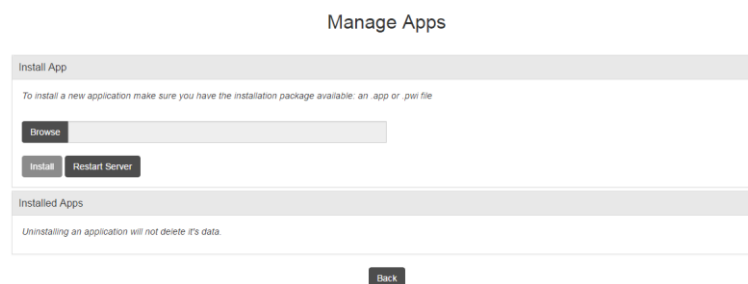 Manage Apps
Install App
To install a new application make sure you have the installation package available: an .app or .pwi file
Browse
Install Restart Server
Installed Apps
Uninstalling an application will not delete it's data.
Back